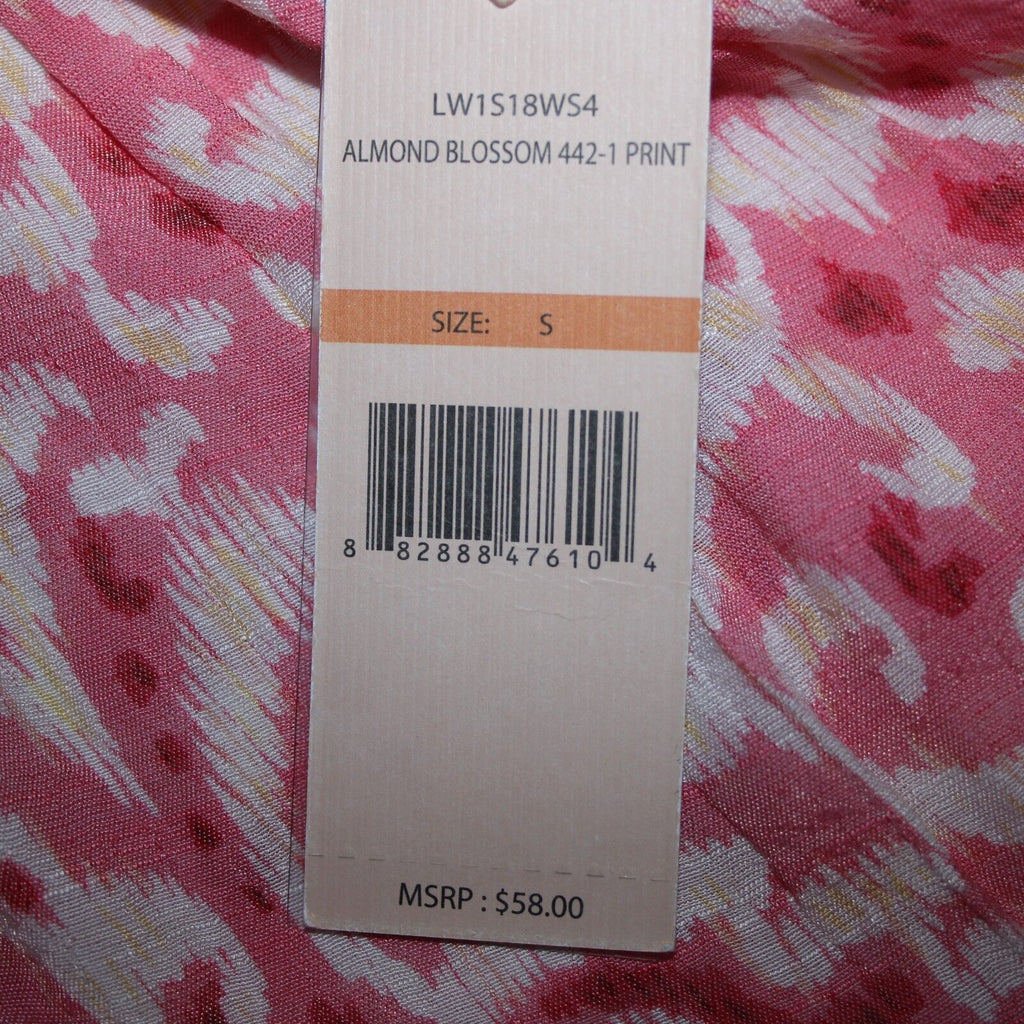 LW1S18WS4
ALMOND BLOSSOM 442-1 PRINT
SIZE: S
8 82888 47610 4
MSRP : $58.00